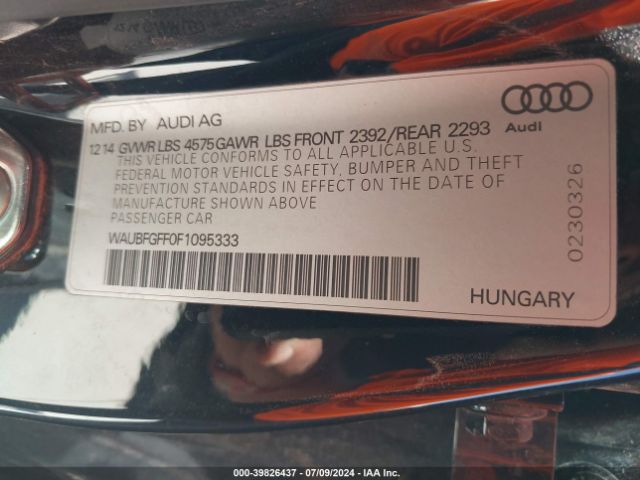 MFD. BY AUDI AG
12 14 GVWR LBS 4575 GAWR LBS FRONT 2392/REAR 2293
Audi
THIS VEHICLE CONFORMS TO ALL APPLICABLE U.S.
FEDERAL MOTOR VEHICLE SAFETY, BUMPER AND THEFT
PREVENTION STANDARDS IN EFFECT ON THE DATE OF
MANUFACTURE SHOWN ABOVE
PASSENGER CAR
WAUBFGFF0F1095333
0230326
HUNGARY
000-39826437 - 07/09/2024 - IAA Inc.